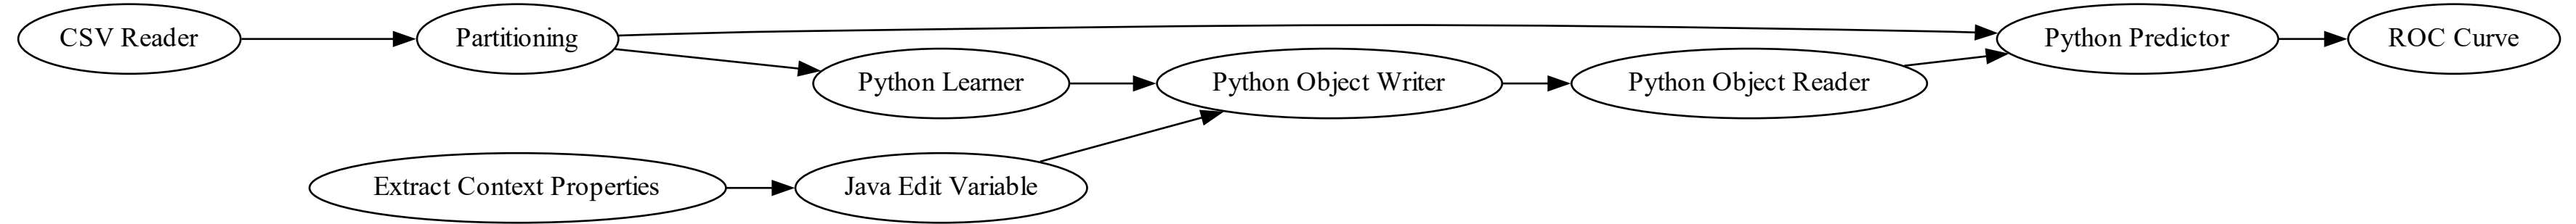 CSV Reader
Partitioning
Python Predictor
ROC Curve
Python Learner
Python Object Writer
Python Object Reader
Extract Context Properties
Java Edit Variable